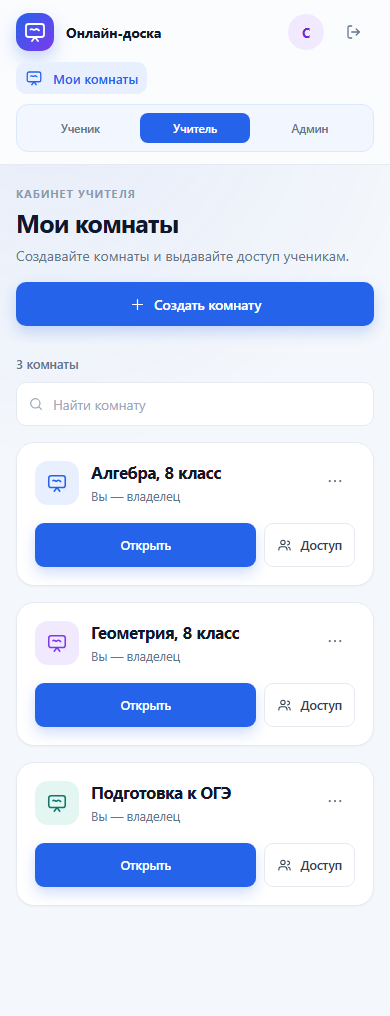 Онлайн-доска
С
Мои комнаты
Ученик
Учитель
Админ
КАБИНЕТ УЧИТЕЛЯ
Мои комнаты
Создавайте комнаты и выдавайте доступ ученикам.
Создать комнату
3 комнаты
Найти комнату
Алгебра, 8 класс
Вы — владелец
Открыть
Доступ
Геометрия, 8 класс
Вы — владелец
Открыть
Доступ
Подготовка к ОГЭ
Вы — владелец
Открыть
Доступ